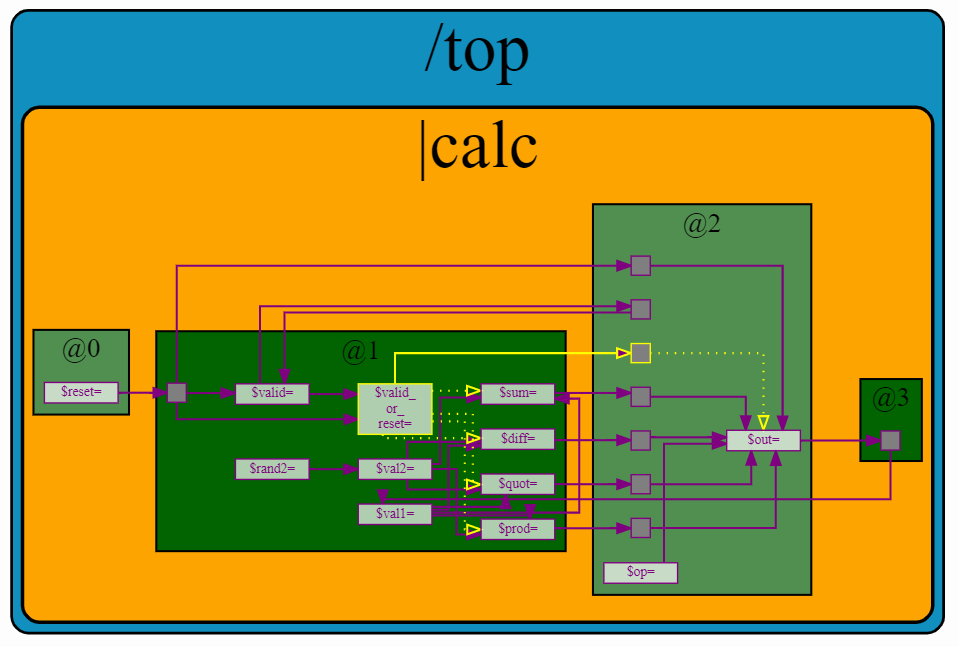 /top
|calc
@0
$reset=
@1
$valid=
$valid_
or_
reset=
$sum=
$diff=
$rand2=
$val2=
$quot=
$val1=
$prod=
@2
$out=
$op=
@3